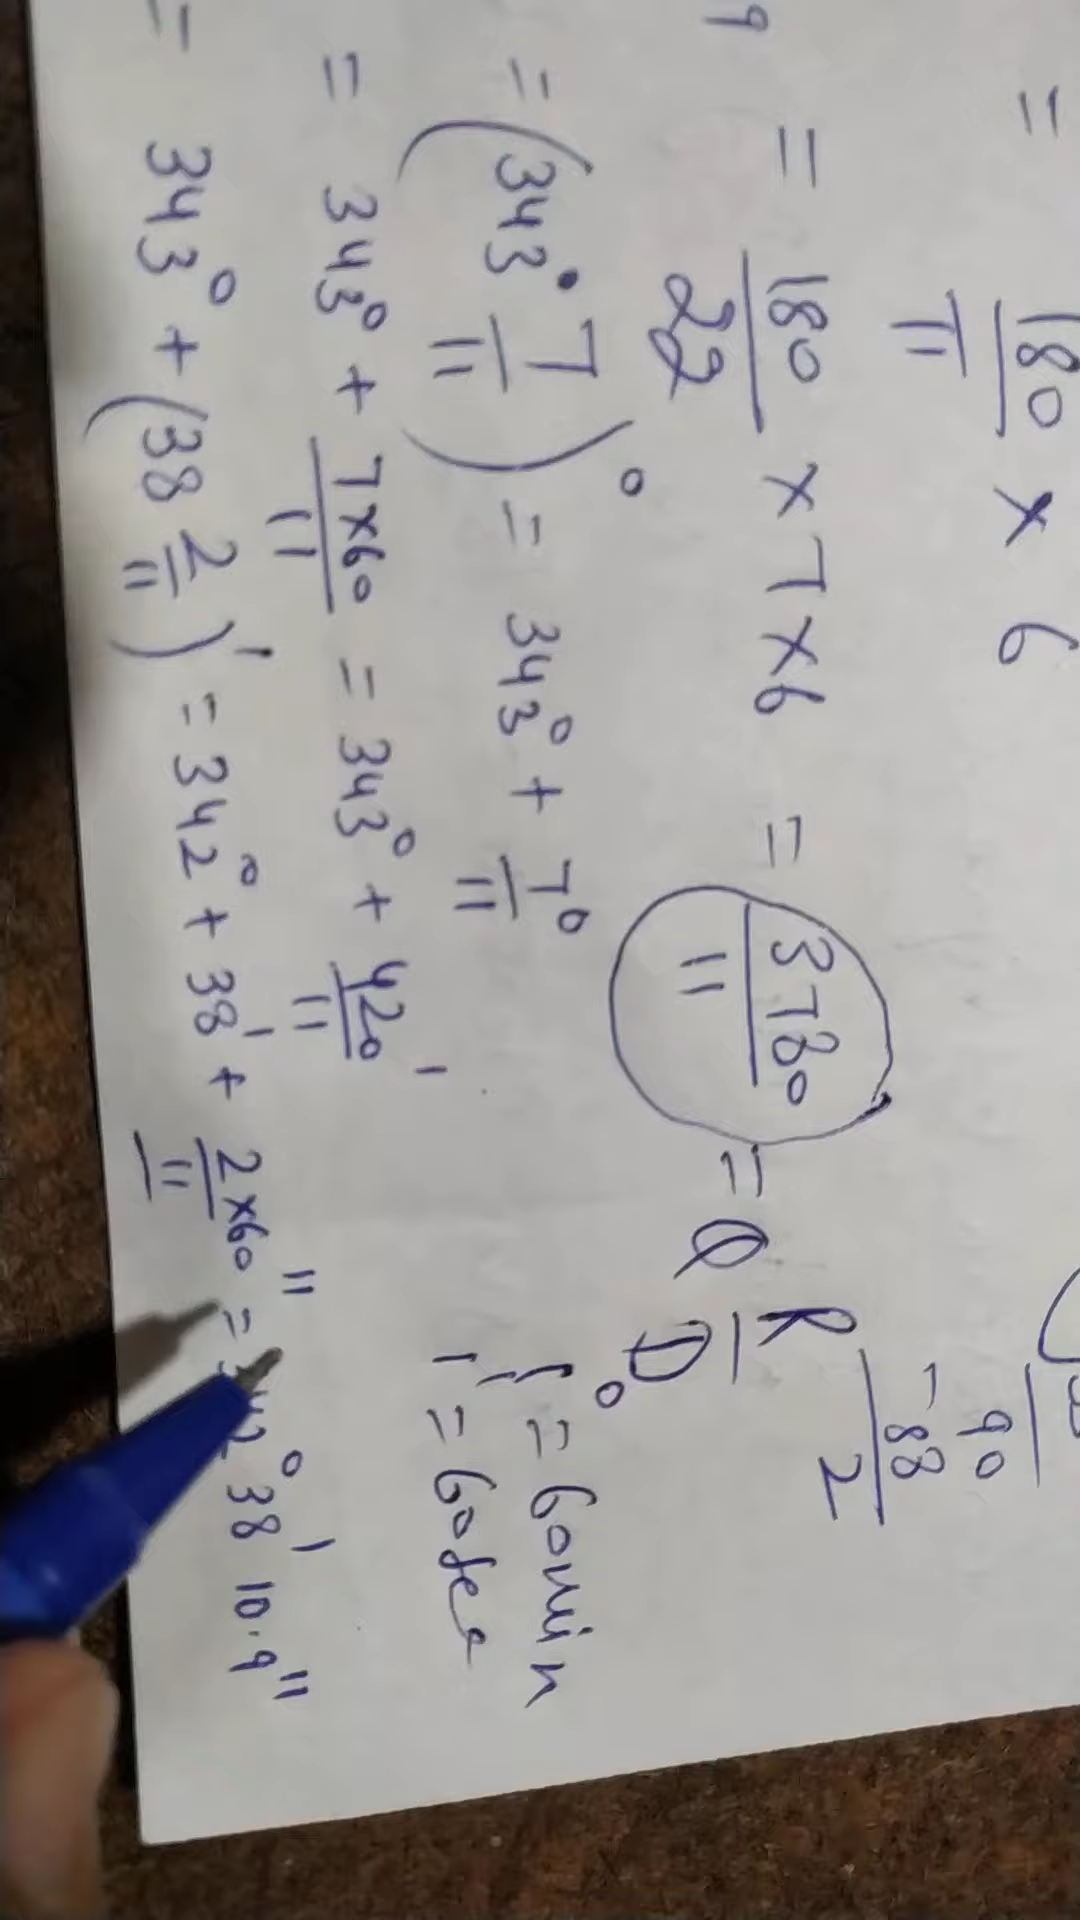 = 180/π × 6
= 180/22 × 7 × 6 = 3780/11 = Q R/D
90
-88
2
= (343° 7/11)° = 343° + 7°/11
1° = 60min
1' = 60sec
= 343° + 7×60/11 = 343° + 420'/11
= 343° + (38 2/11)' = 342° + 38' + 2×60"/11 = 342° 38' 10.9"